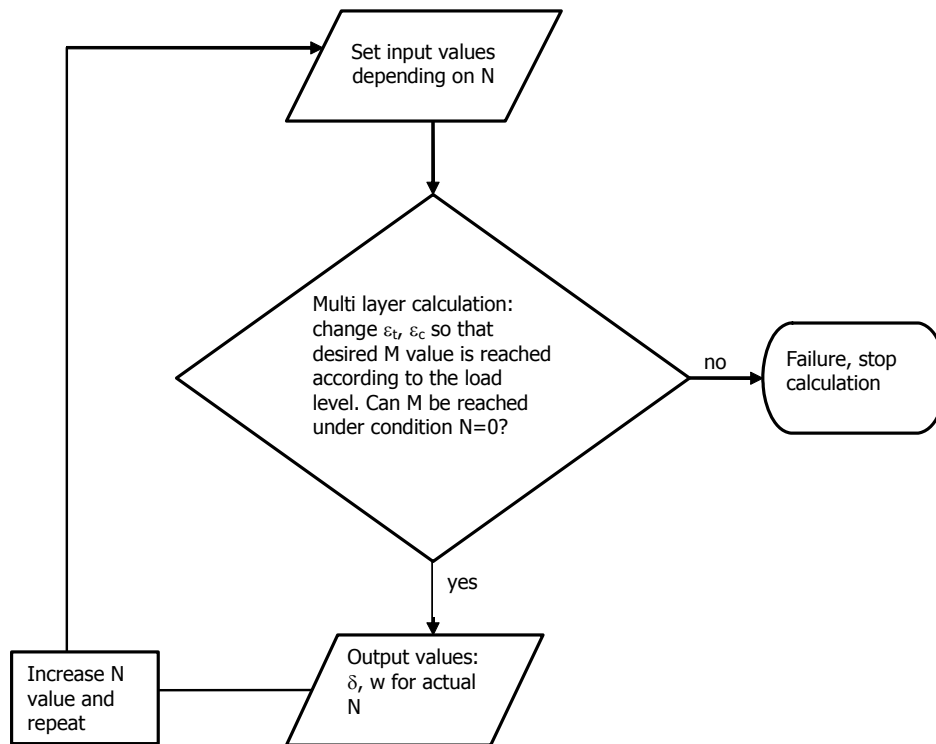 Set input values
depending on N
Multi layer calculation:
change εt, εc so that
desired M value is reached
according to the load
level. Can M be reached
under condition N=0?
no
Failure, stop
calculation
yes
Output values:
δ, w for actual
N
Increase N
value and
repeat